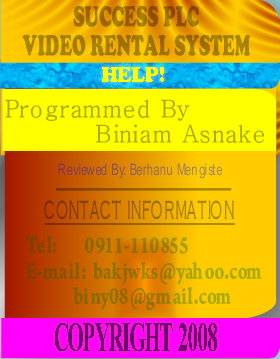 SUCCESS PLC
VIDEO RENTAL SYSTEM
HELP!
Programmed By
Biniam Asnake
Reviewed By: Berhanu Mengiste
CONTACT INFORMATION
Tel: 0911-110855
E-mail: bakjwks@yahoo.com
biny08@gmail.com
COPYRIGHT 2008